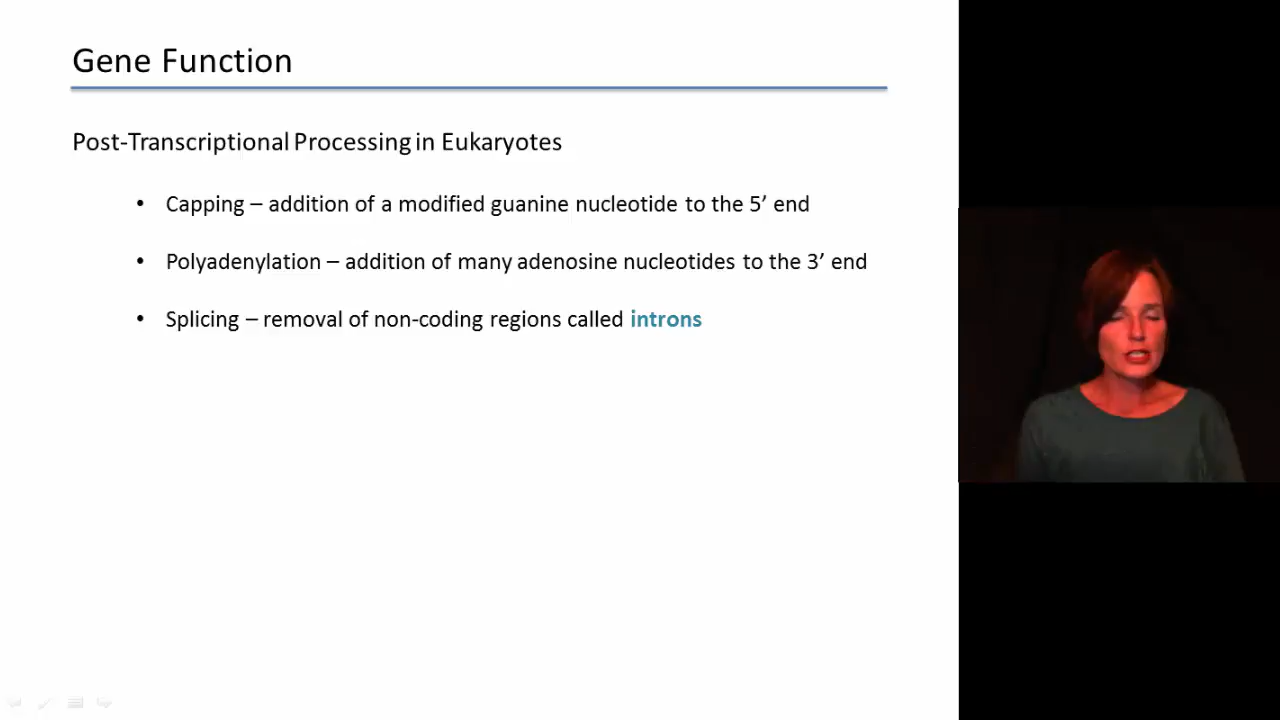 Gene Function
Post-Transcriptional Processing in Eukaryotes
• Capping – addition of a modified guanine nucleotide to the 5’ end
• Polyadenylation – addition of many adenosine nucleotides to the 3’ end
• Splicing – removal of non-coding regions called introns